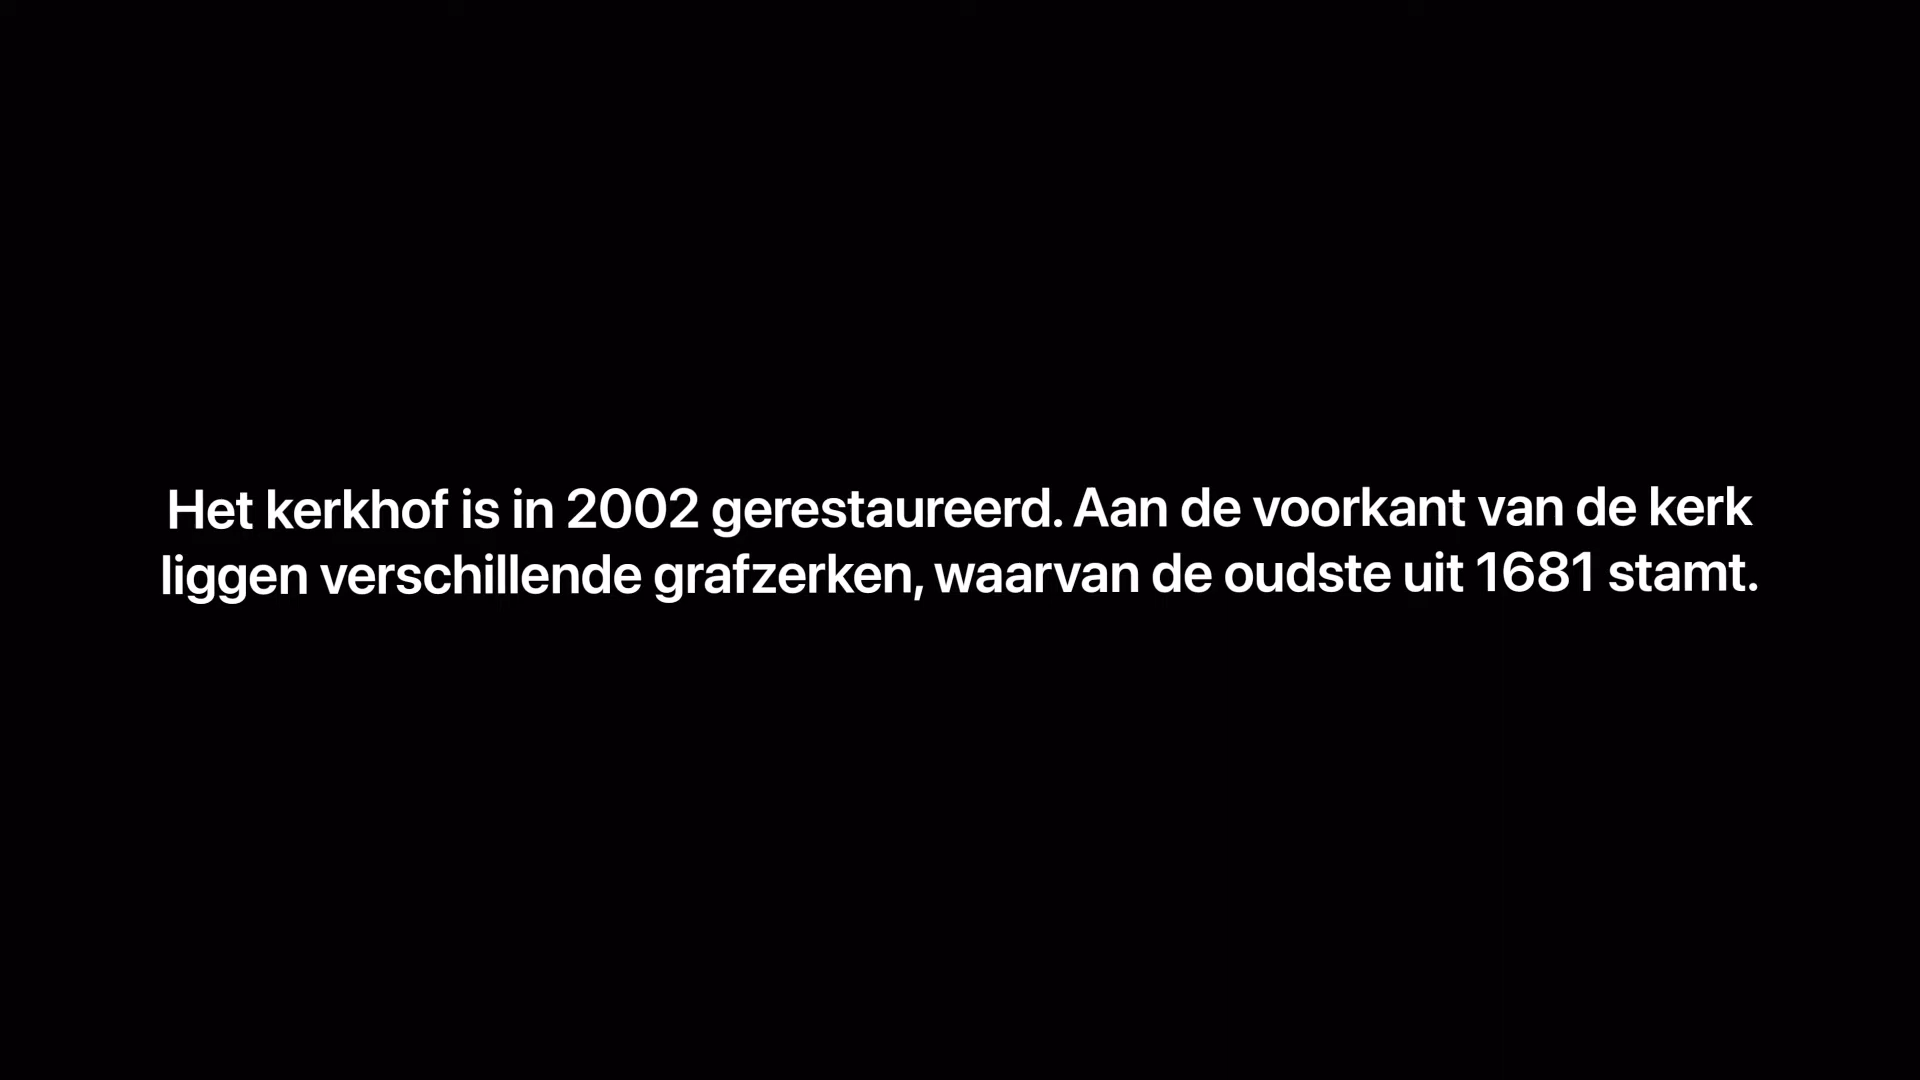 Het kerkhof is in 2002 gerestaureerd. Aan de voorkant van de kerk
liggen verschillende grafzerken, waarvan de oudste uit 1681 stamt.